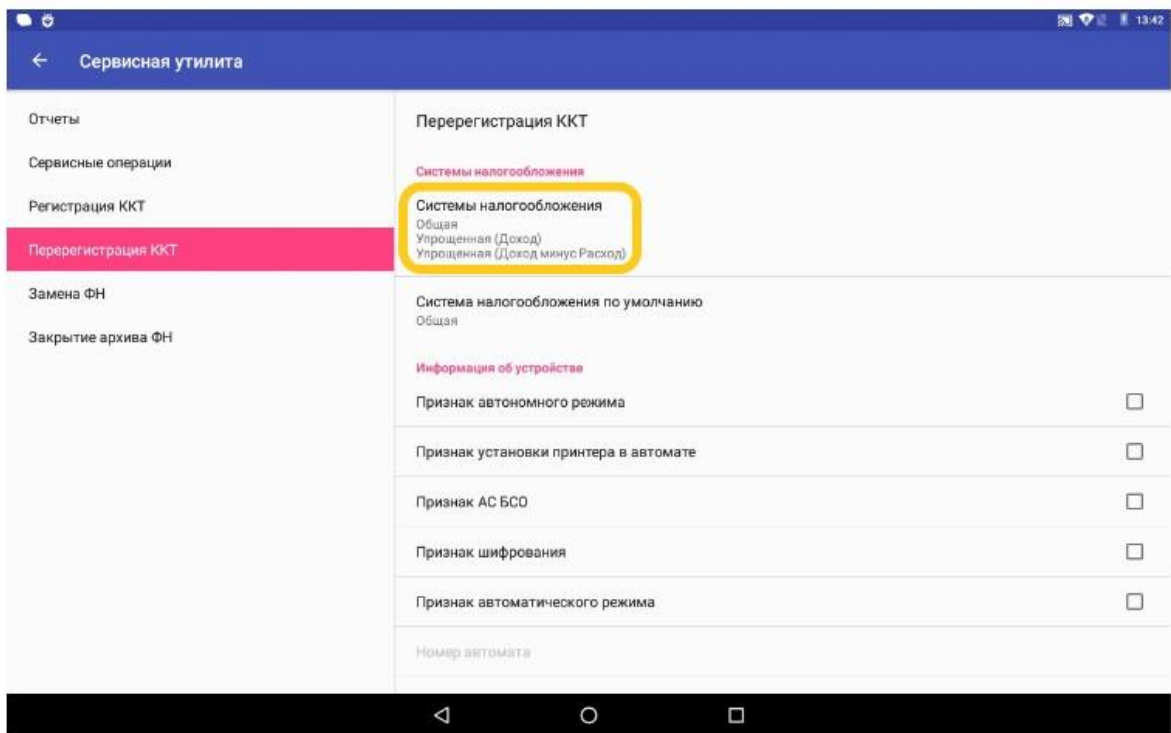 13:42
Сервисная утилита
Отчеты
Сервисные операции
Регистрация ККТ
Перерегистрация ККТ
Замена ФН
Закрытие архива ФН
Перерегистрация ККТ
Системы налогообложения
Системы налогообложения
Общая
Упрощенная (Доход)
Упрощенная (Доход минус Расход)
Система налогообложения по умолчанию
Общая
Информация об устройстве
Признак автономного режима
Признак установки принтера в автомате
Признак АС БСО
Признак шифрования
Признак автоматического режима
Номер автомата